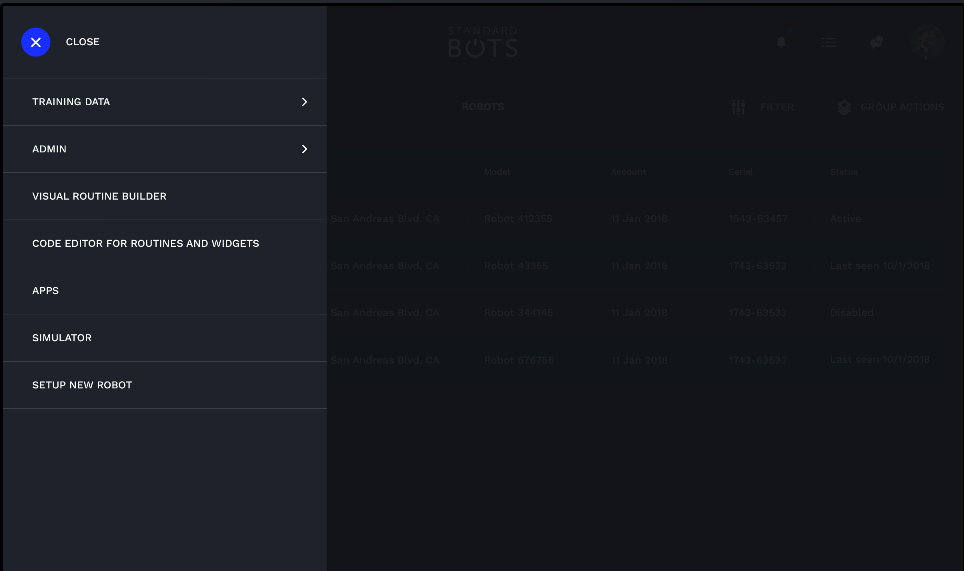 CLOSE
TRAINING DATA
ADMIN
VISUAL ROUTINE BUILDER
CODE EDITOR FOR ROUTINES AND WIDGETS
APPS
SIMULATOR
SETUP NEW ROBOT
STANDARD
BOTS
ROBOTS FILTER GROUP ACTIONS
Model Account Serial Status
San Andreas Blvd. CA Robot 412355 11 Jan 2018 1543-63457 Active
San Andreas Blvd. CA Robot 43355 11 Jan 2018 1743-63533 Last seen 10/1/2018
San Andreas Blvd. CA Robot 344145 11 Jan 2018 1743-63533 Disabled
San Andreas Blvd. CA Robot 676755 11 Jan 2018 1743-63533 Last seen 10/1/2018